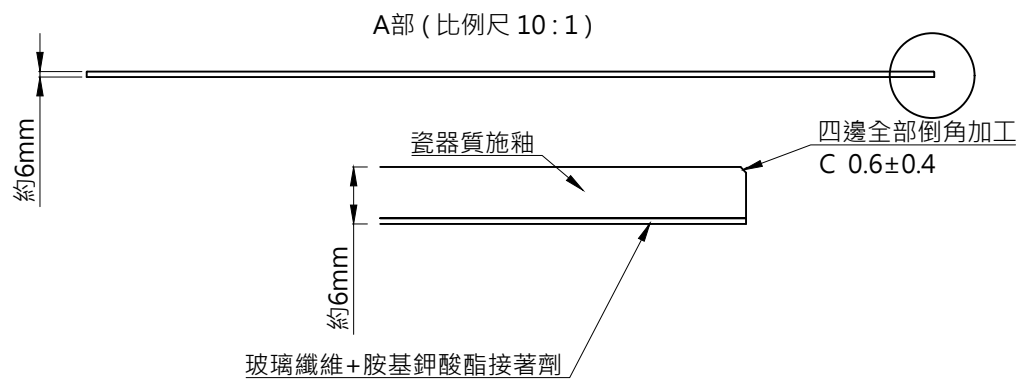 A部 ( 比例尺 10 : 1 )
約6mm
瓷器質施釉
四邊全部倒角加工
C 0.6±0.4
約6mm
玻璃纖維+胺基鉀酸酯接著劑